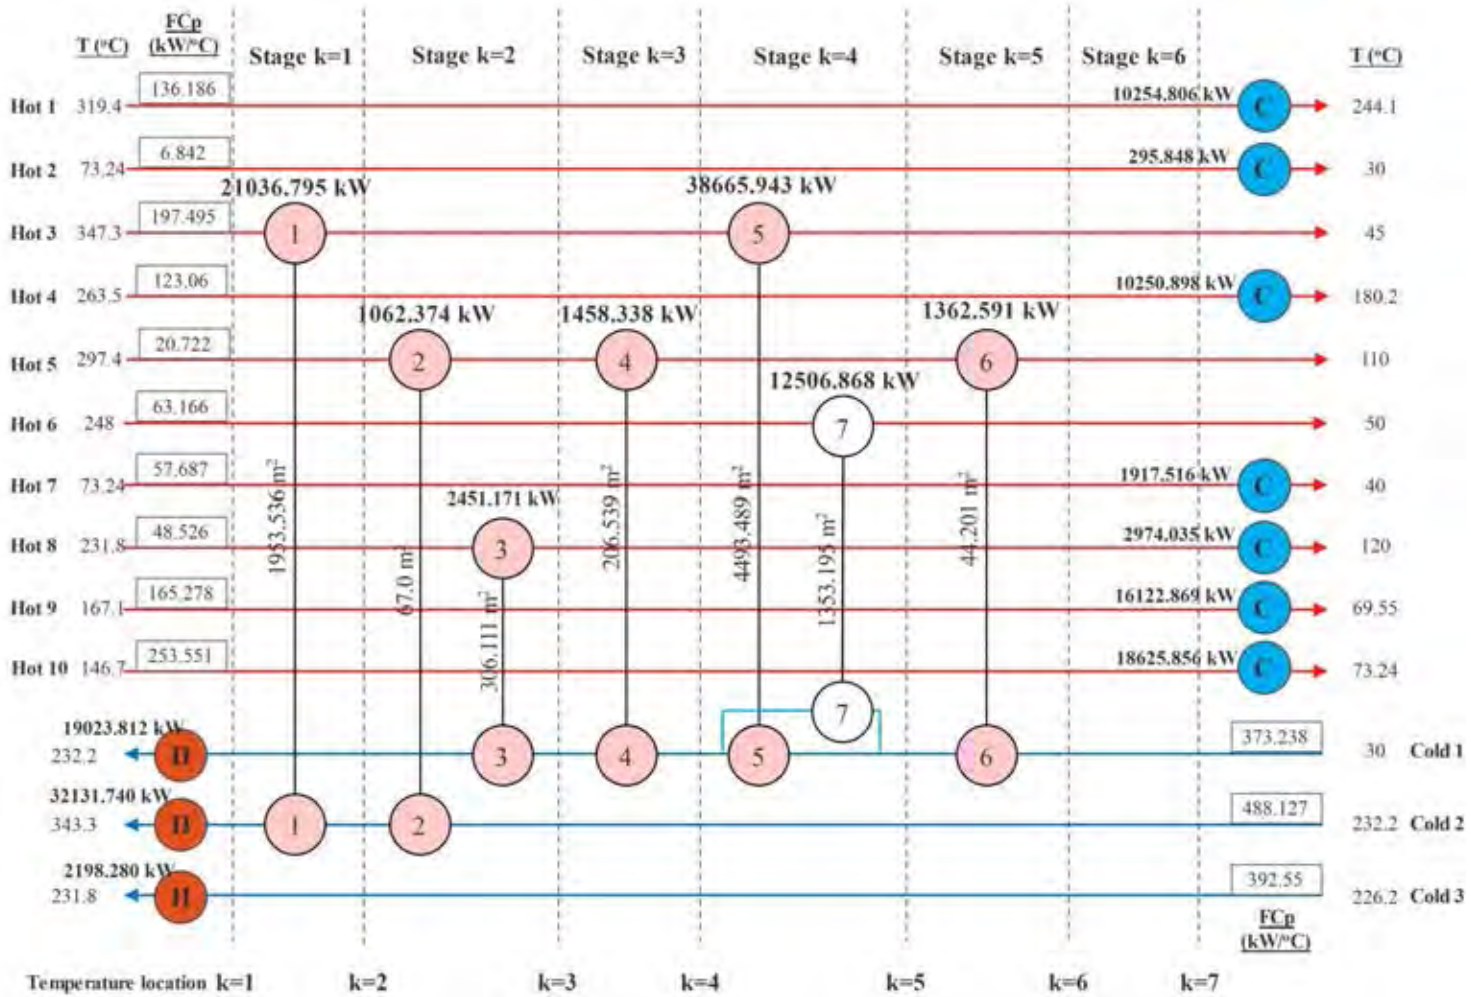 FCp
T (°C) (kW/°C) Stage k=1 Stage k=2 Stage k=3 Stage k=4 Stage k=5 Stage k=6 T (°C)
136.186
Hot 1 319.4 10254.806 kW C 244.1
6.842
Hot 2 73.24 295.848 kW C 30
21036.795 kW 38665.943 kW
197.495
Hot 3 347.3 1 5 45
123.06
Hot 4 263.5 10250.898 kW C 180.2
1062.374 kW 1458.338 kW 1362.591 kW
20.722
Hot 5 297.4 2 4 6 110
12506.868 kW
63.166
Hot 6 248 7 50
57.687
Hot 7 73.24 1917.516 kW C 40
2451.171 kW
48.526
Hot 8 231.8 3 2974.035 kW C 120
1953.536 m²
67.0 m²
306.111 m²
206.539 m²
4493.489 m²
1353.195 m²
44.201 m²
165.278
Hot 9 167.1 16122.869 kW C 69.55
253.551
Hot 10 146.7 18625.856 kW C 73.24
7
19023.812 kW 373.238
232.2 H 3 4 5 6 30 Cold 1
32131.740 kW 488.127
343.3 H 1 2 232.2 Cold 2
2198.280 kW 392.55
231.8 H 226.2 Cold 3
FCp
(kW/°C)
Temperature location k=1 k=2 k=3 k=4 k=5 k=6 k=7